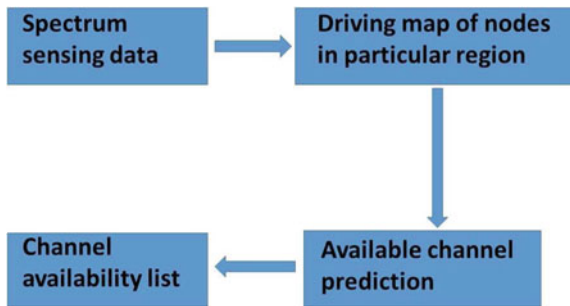 Spectrum
sensing data
Driving map of nodes
in particular region
Available channel
prediction
Channel
availability list